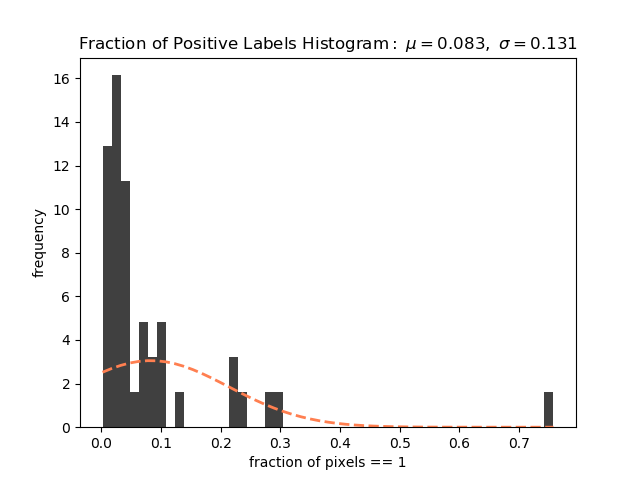 Fraction of Positive Labels Histogram : μ = 0.083, σ = 0.131
frequency
16
14
12
10
8
6
4
2
0
0.0 0.1 0.2 0.3 0.4 0.5 0.6 0.7
fraction of pixels == 1